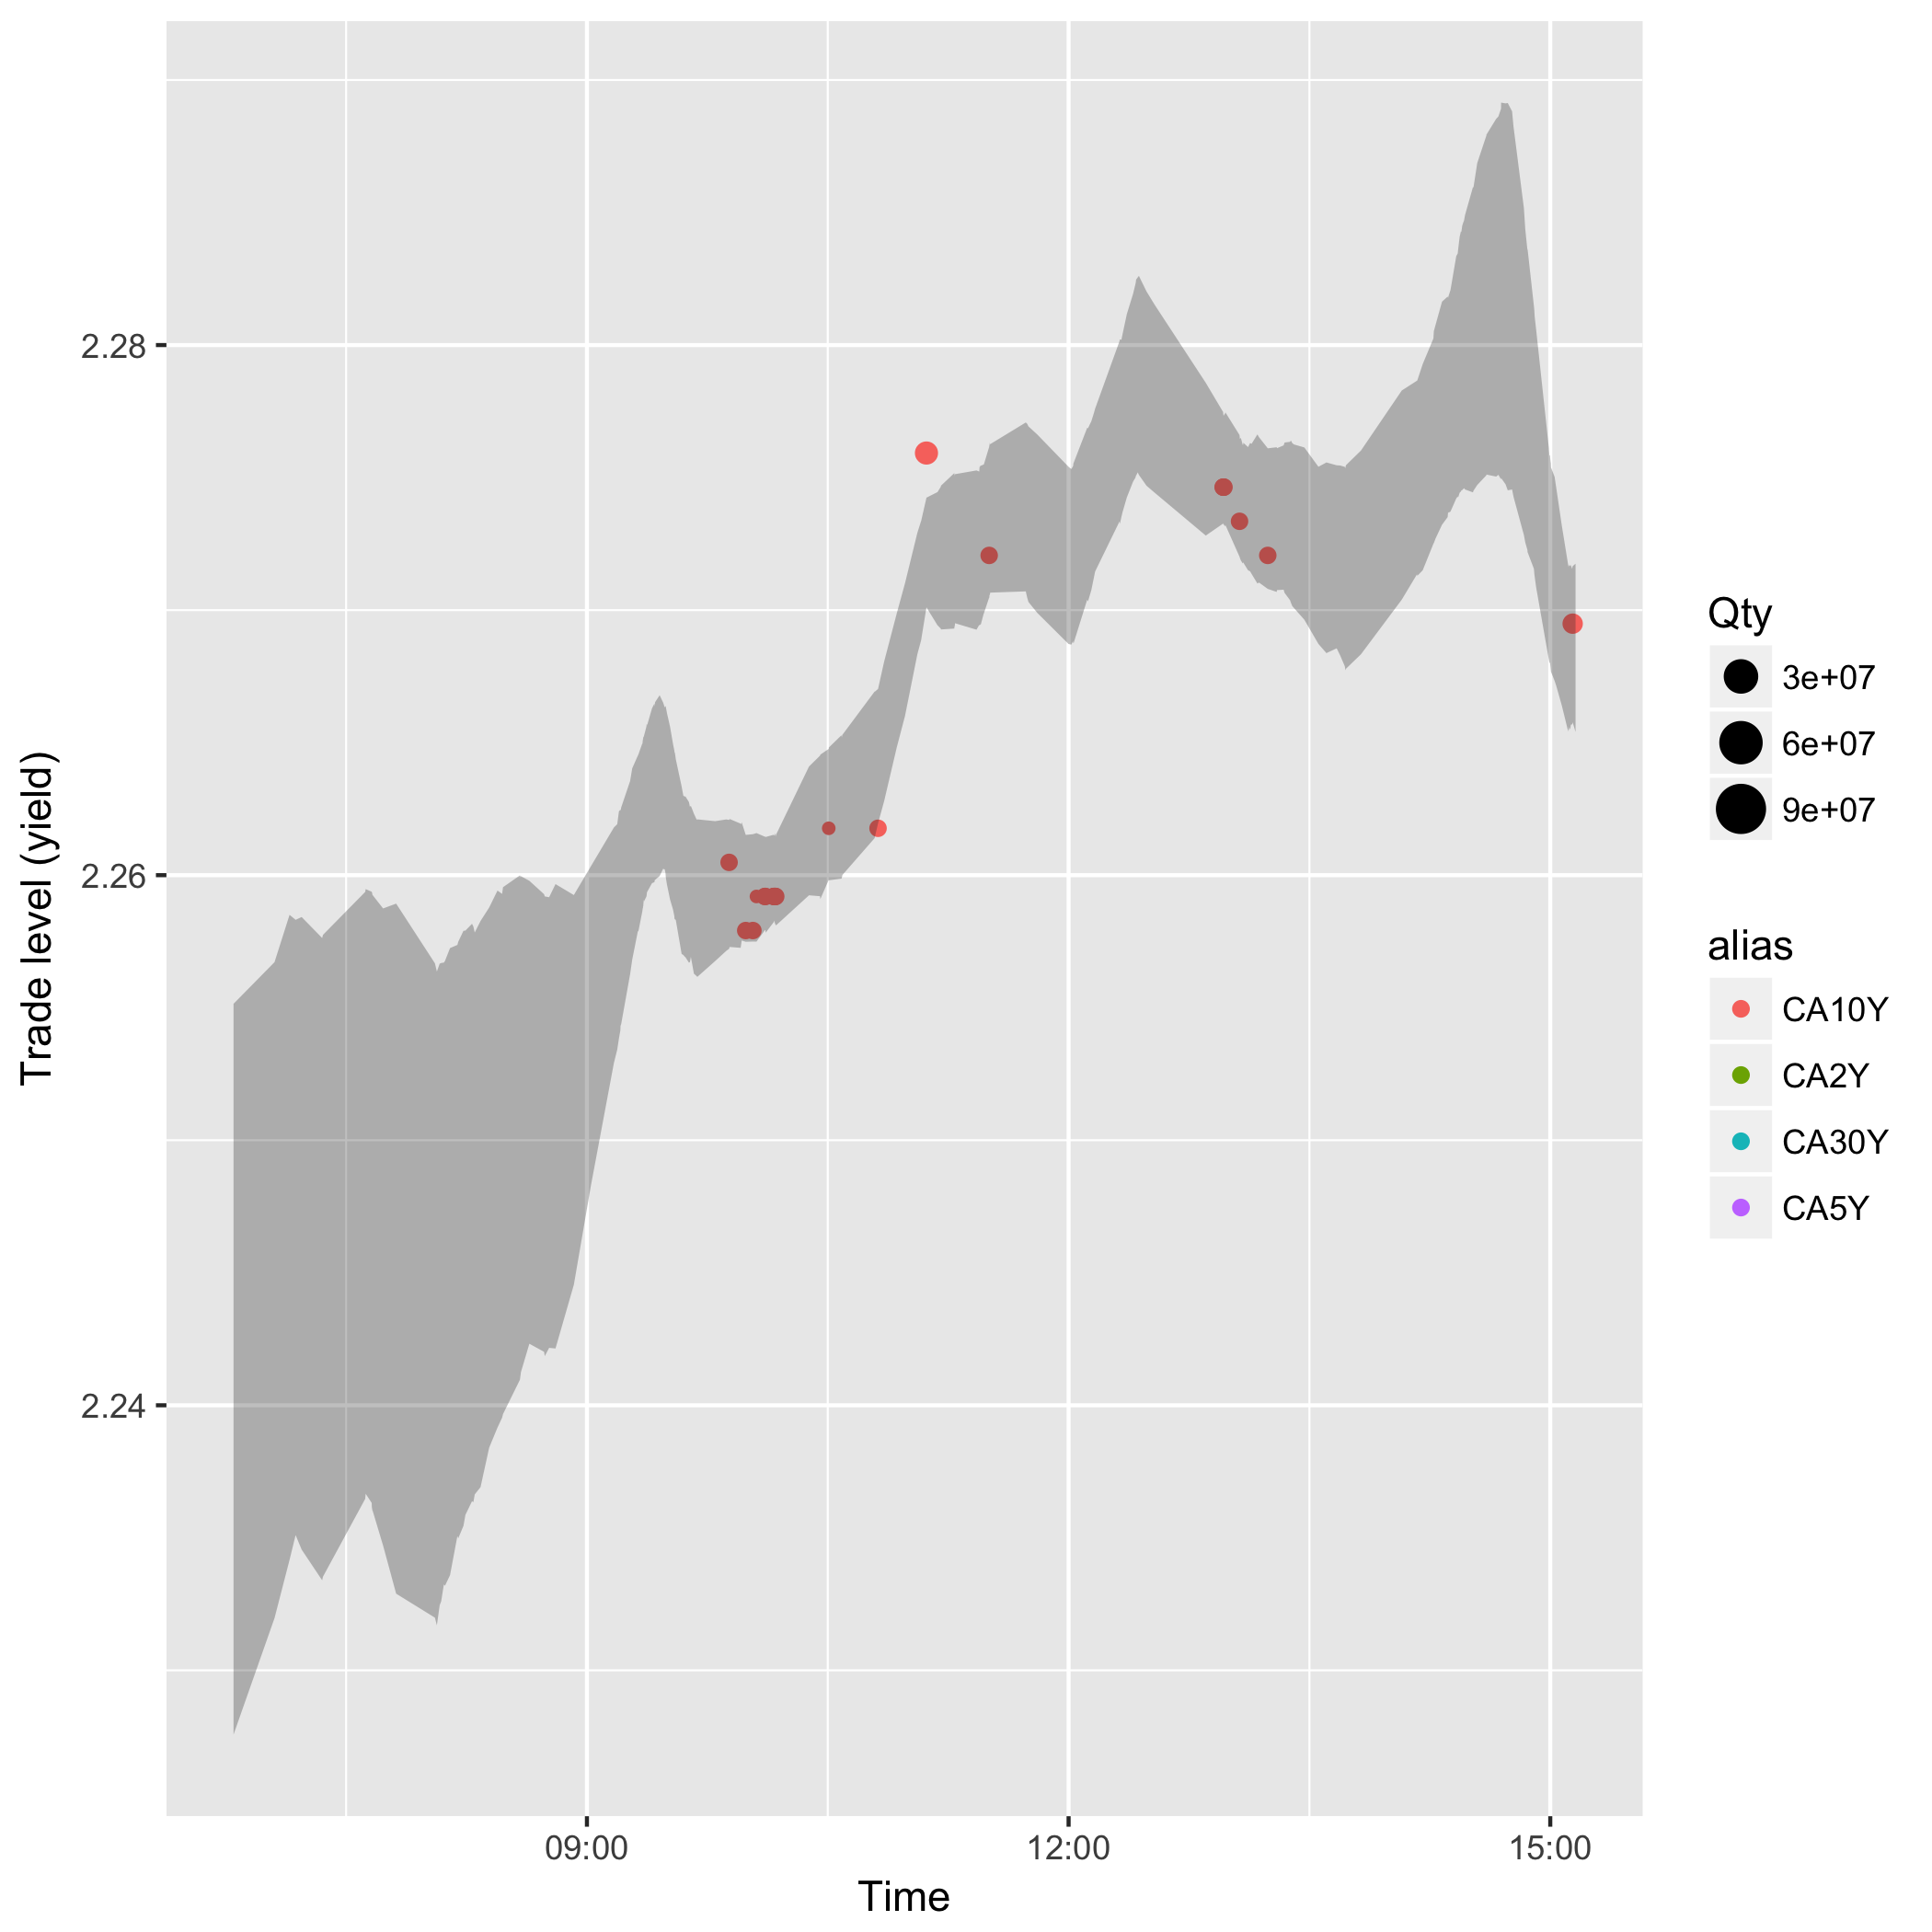 Trade level (yield)
2.28
2.26
2.24
09:00
12:00
15:00
Time
Qty
3e+07
6e+07
9e+07
alias
CA10Y
CA2Y
CA30Y
CA5Y